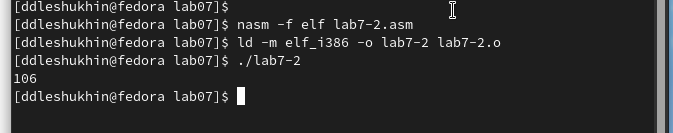 [ddleshukhin@fedora lab07]$
[ddleshukhin@fedora lab07]$ nasm -f elf lab7-2.asm
[ddleshukhin@fedora lab07]$ ld -m elf_i386 -o lab7-2 lab7-2.o
[ddleshukhin@fedora lab07]$ ./lab7-2
106
[ddleshukhin@fedora lab07]$